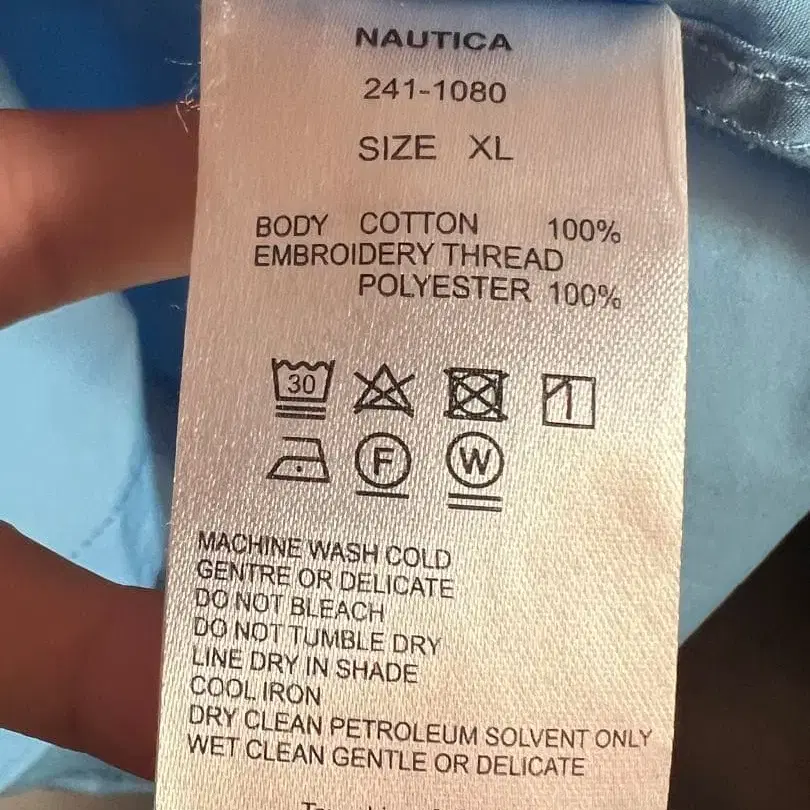 NAUTICA
241-1080
SIZE XL
BODY COTTON 100%
EMBROIDERY THREAD
POLYESTER 100%
30
F W
MACHINE WASH COLD
GENTRE OR DELICATE
DO NOT BLEACH
DO NOT TUMBLE DRY
LINE DRY IN SHADE
COOL IRON
DRY CLEAN PETROLEUM SOLVENT ONLY
WET CLEAN GENTLE OR DELICATE